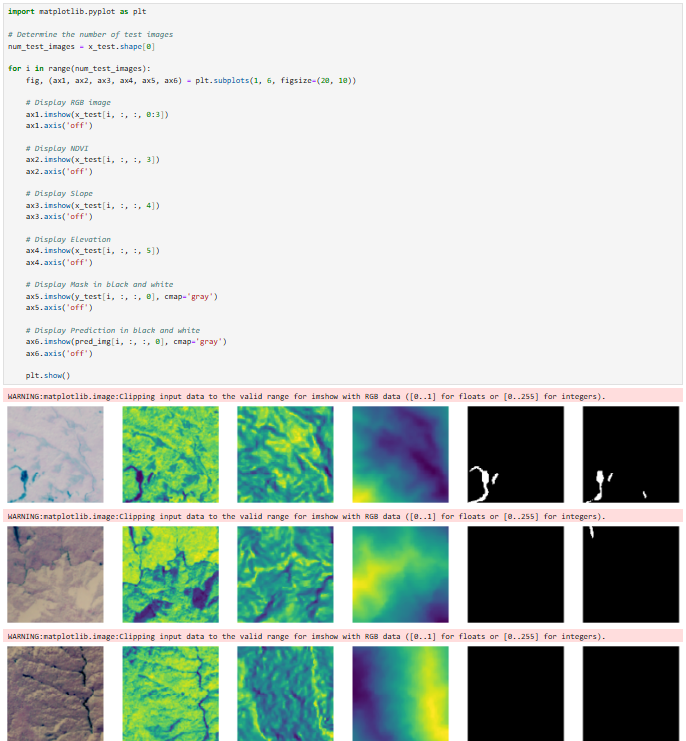 import matplotlib.pyplot as plt
# Determine the number of test images
num_test_images = x_test.shape[0]
for i in range(num_test_images):
    fig, (ax1, ax2, ax3, ax4, ax5, ax6) = plt.subplots(1, 6, figsize=(20, 10))
    # Display RGB image
    ax1.imshow(x_test[i, :, :, 0:3])
    ax1.axis('off')
    # Display NDVI
    ax2.imshow(x_test[i, :, :, 3])
    ax2.axis('off')
    # Display Slope
    ax3.imshow(x_test[i, :, :, 4])
    ax3.axis('off')
    # Display Elevation
    ax4.imshow(x_test[i, :, :, 5])
    ax4.axis('off')
    # Display Mask in black and white
    ax5.imshow(y_test[i, :, :, 0], cmap='gray')
    ax5.axis('off')
    # Display Prediction in black and white
    ax6.imshow(pred_img[i, :, :, 0], cmap='gray')
    ax6.axis('off')
    plt.show()
WARNING:matplotlib.image:Clipping input data to the valid range for imshow with RGB data ([0..1] for floats or [0..255] for integers).
WARNING:matplotlib.image:Clipping input data to the valid range for imshow with RGB data ([0..1] for floats or [0..255] for integers).
WARNING:matplotlib.image:Clipping input data to the valid range for imshow with RGB data ([0..1] for floats or [0..255] for integers).